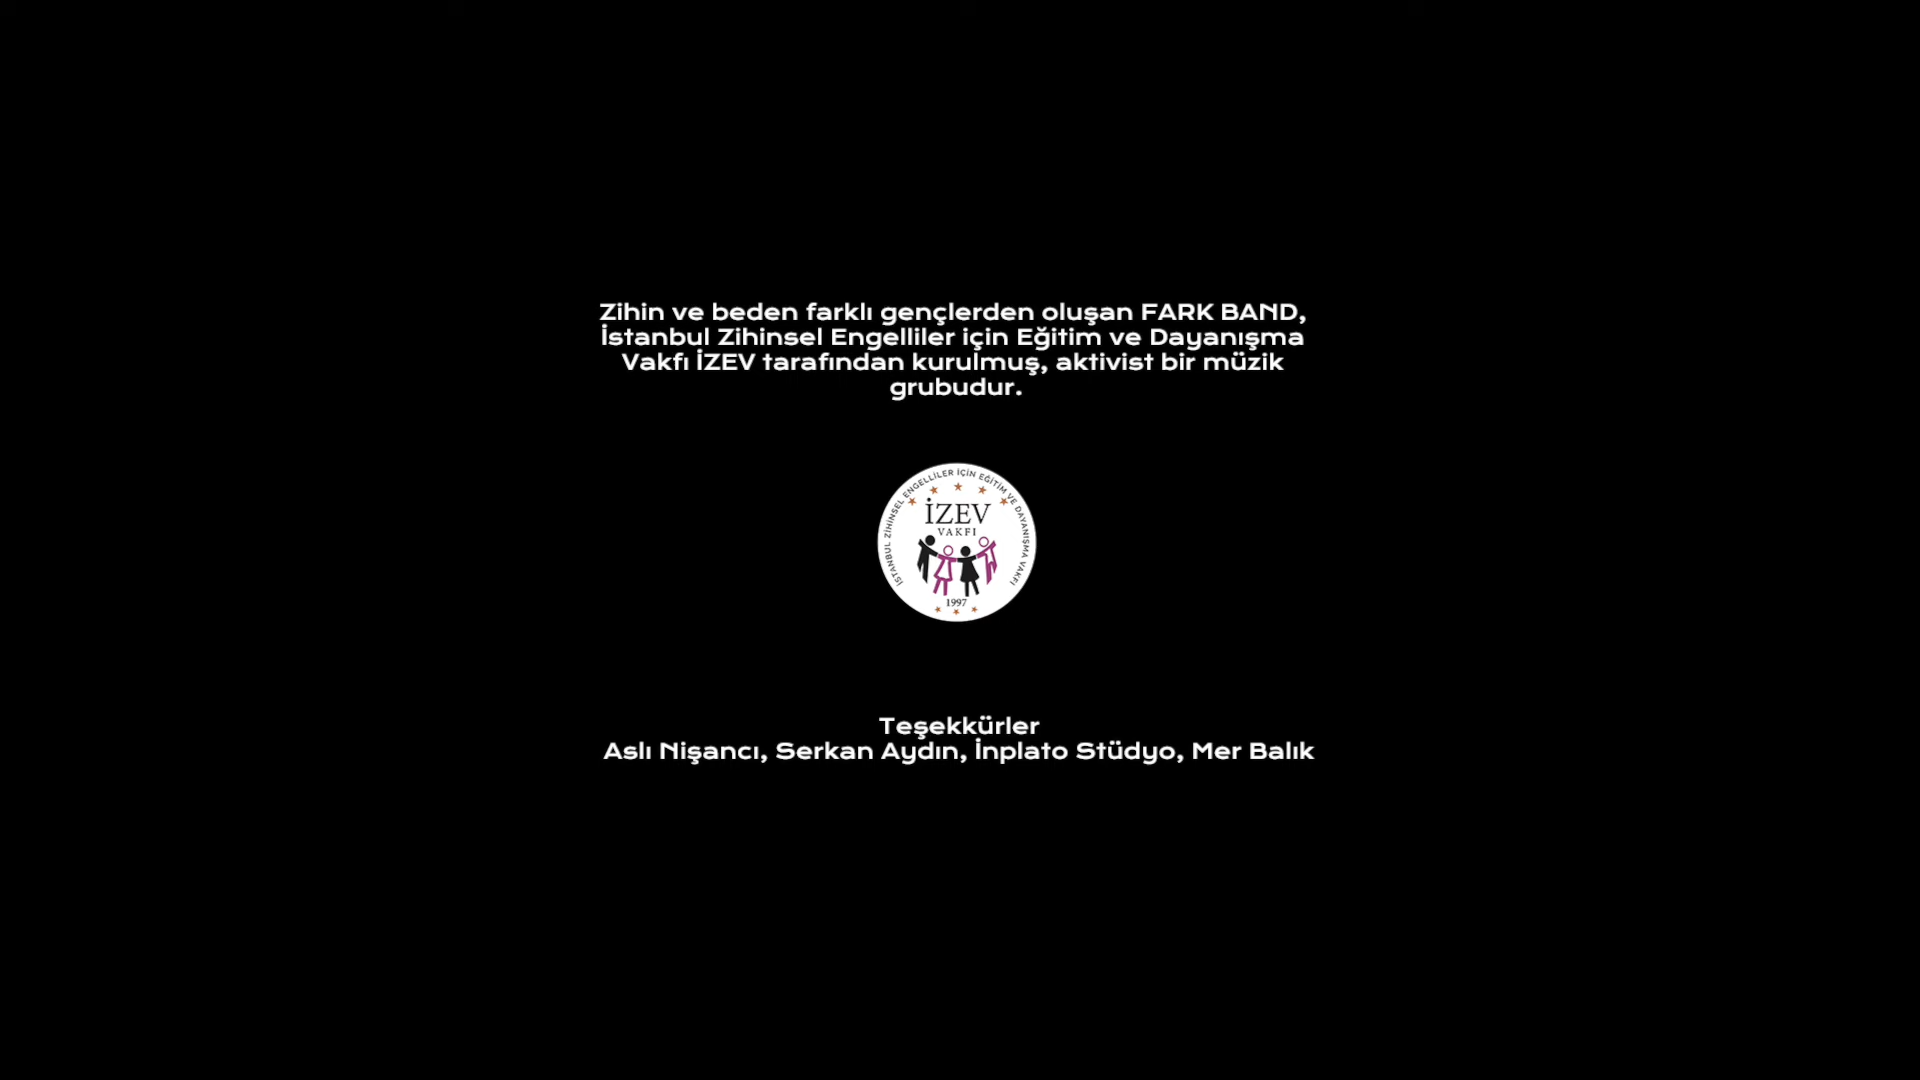 Zihin ve beden farklı gençlerden oluşan FARK BAND,
İstanbul Zihinsel Engelliler için Eğitim ve Dayanışma
Vakfı İZEV tarafından kurulmuş, aktivist bir müzik
grubudur.
İSTANBUL ZİHİNSEL ENGELLİLER İÇİN EĞİTİM VE DAYANIŞMA VAKFI
İZEV
VAKFI
1997
Teşekkürler
Aslı Nişancı, Serkan Aydın, İnplato Stüdyo, Mer Balık